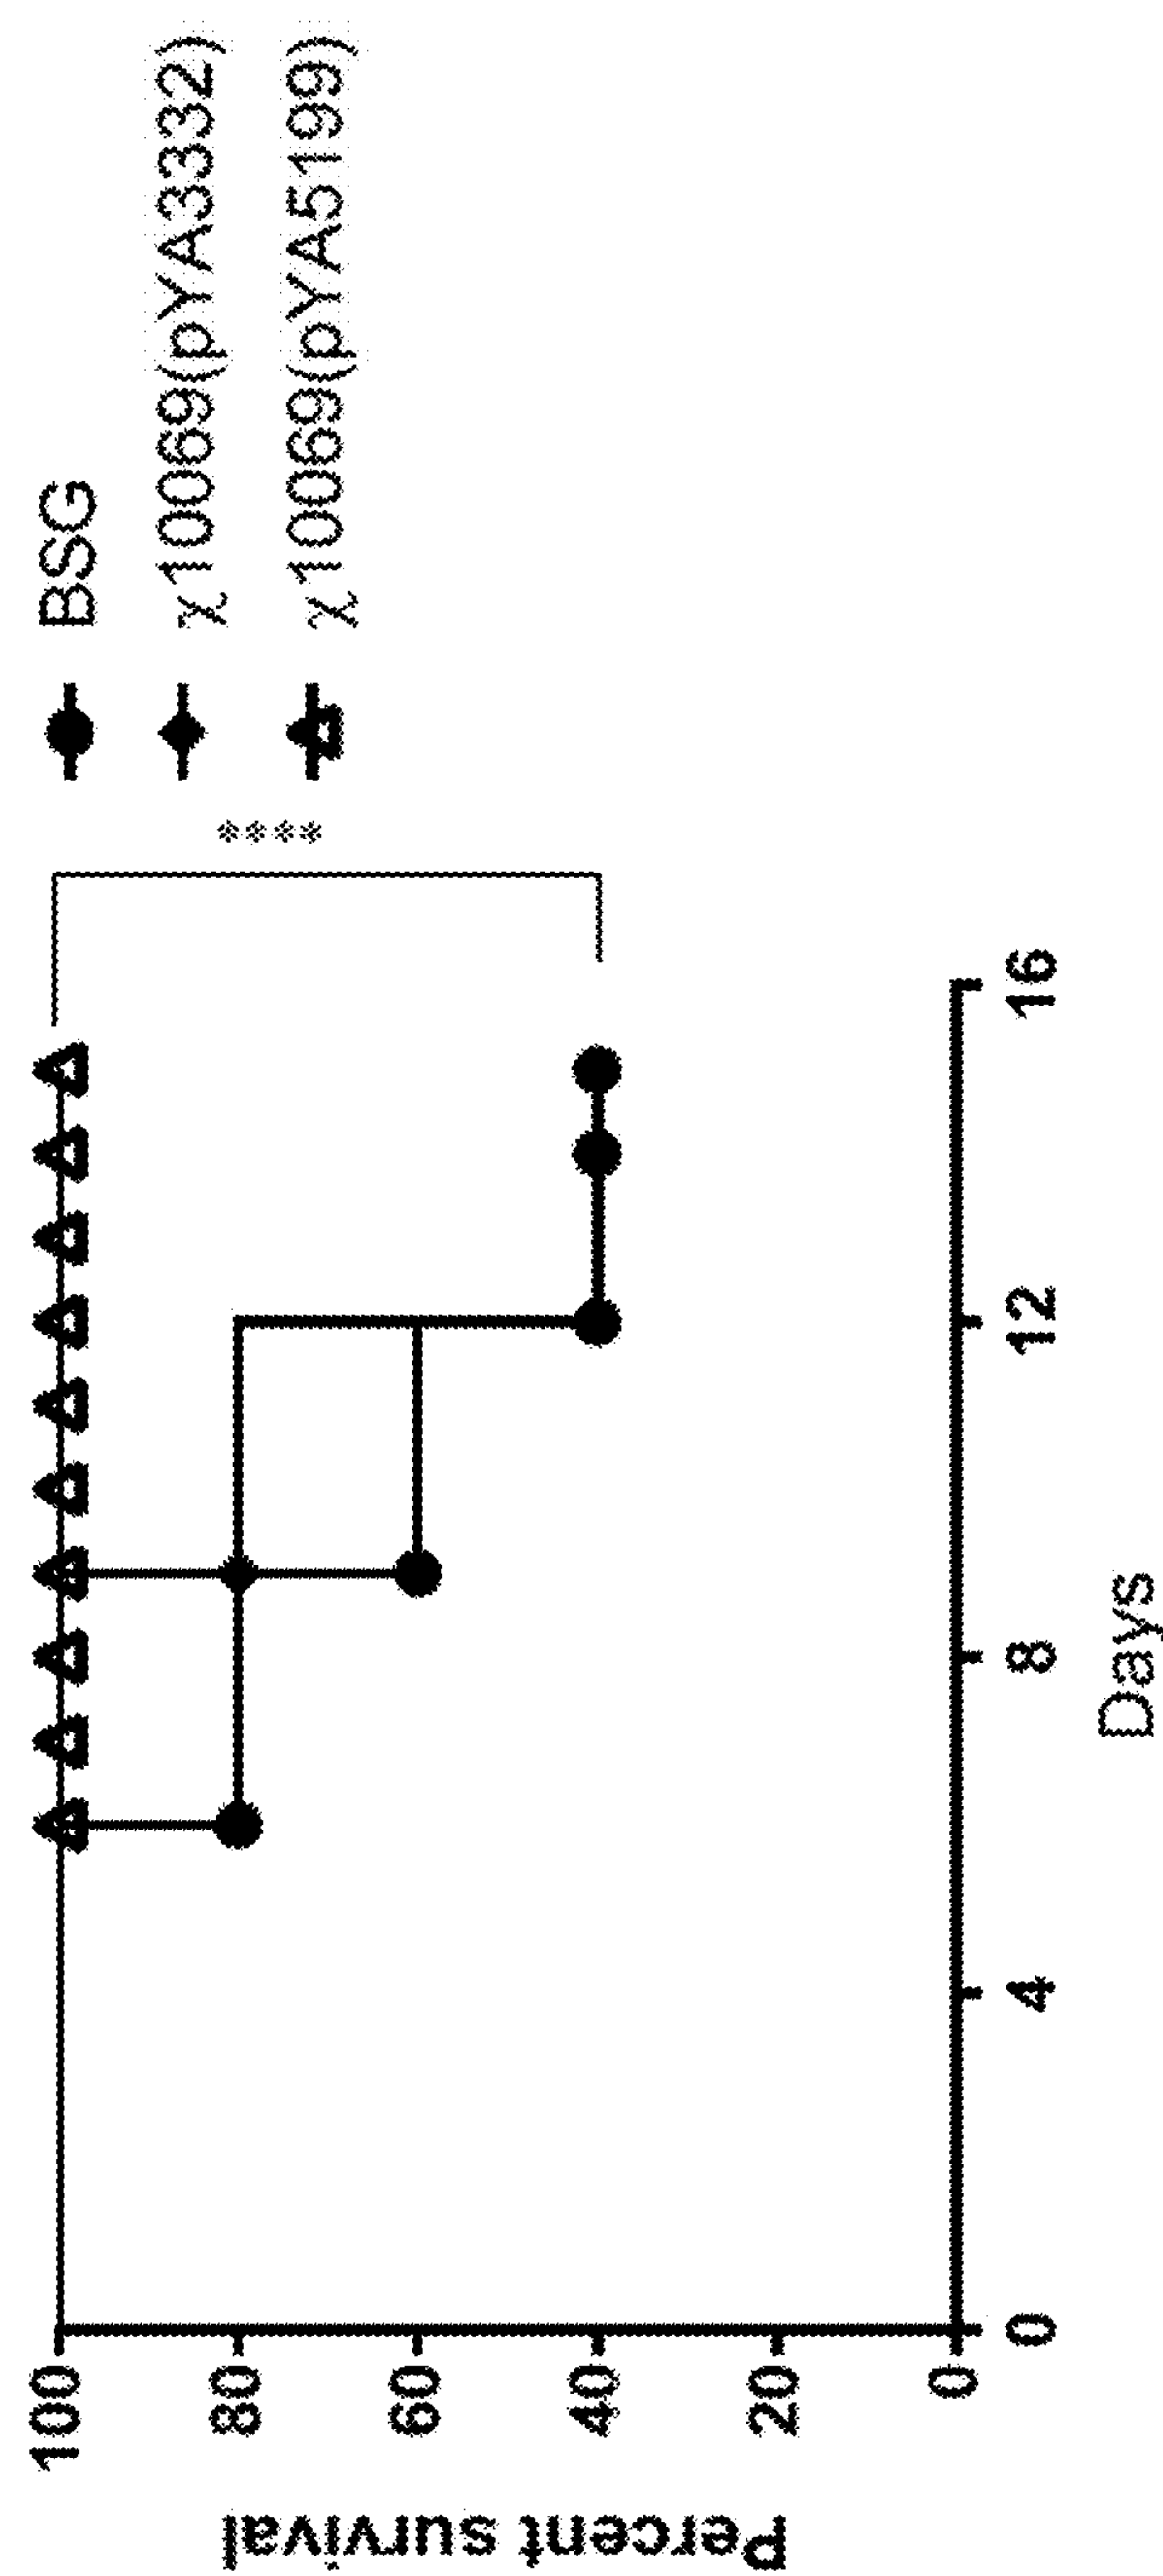 BSG
χ10069(pYA3332)
χ10069(pYA5199)
****
Percent survival
100
80
60
40
20
0
0 4 8 12 16
Days